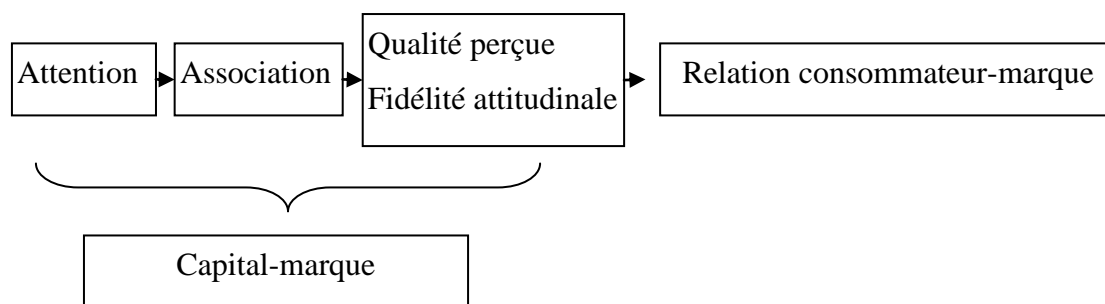 Attention
Association
Qualité perçue
Fidélité attitudinale
Relation consommateur-marque
Capital-marque